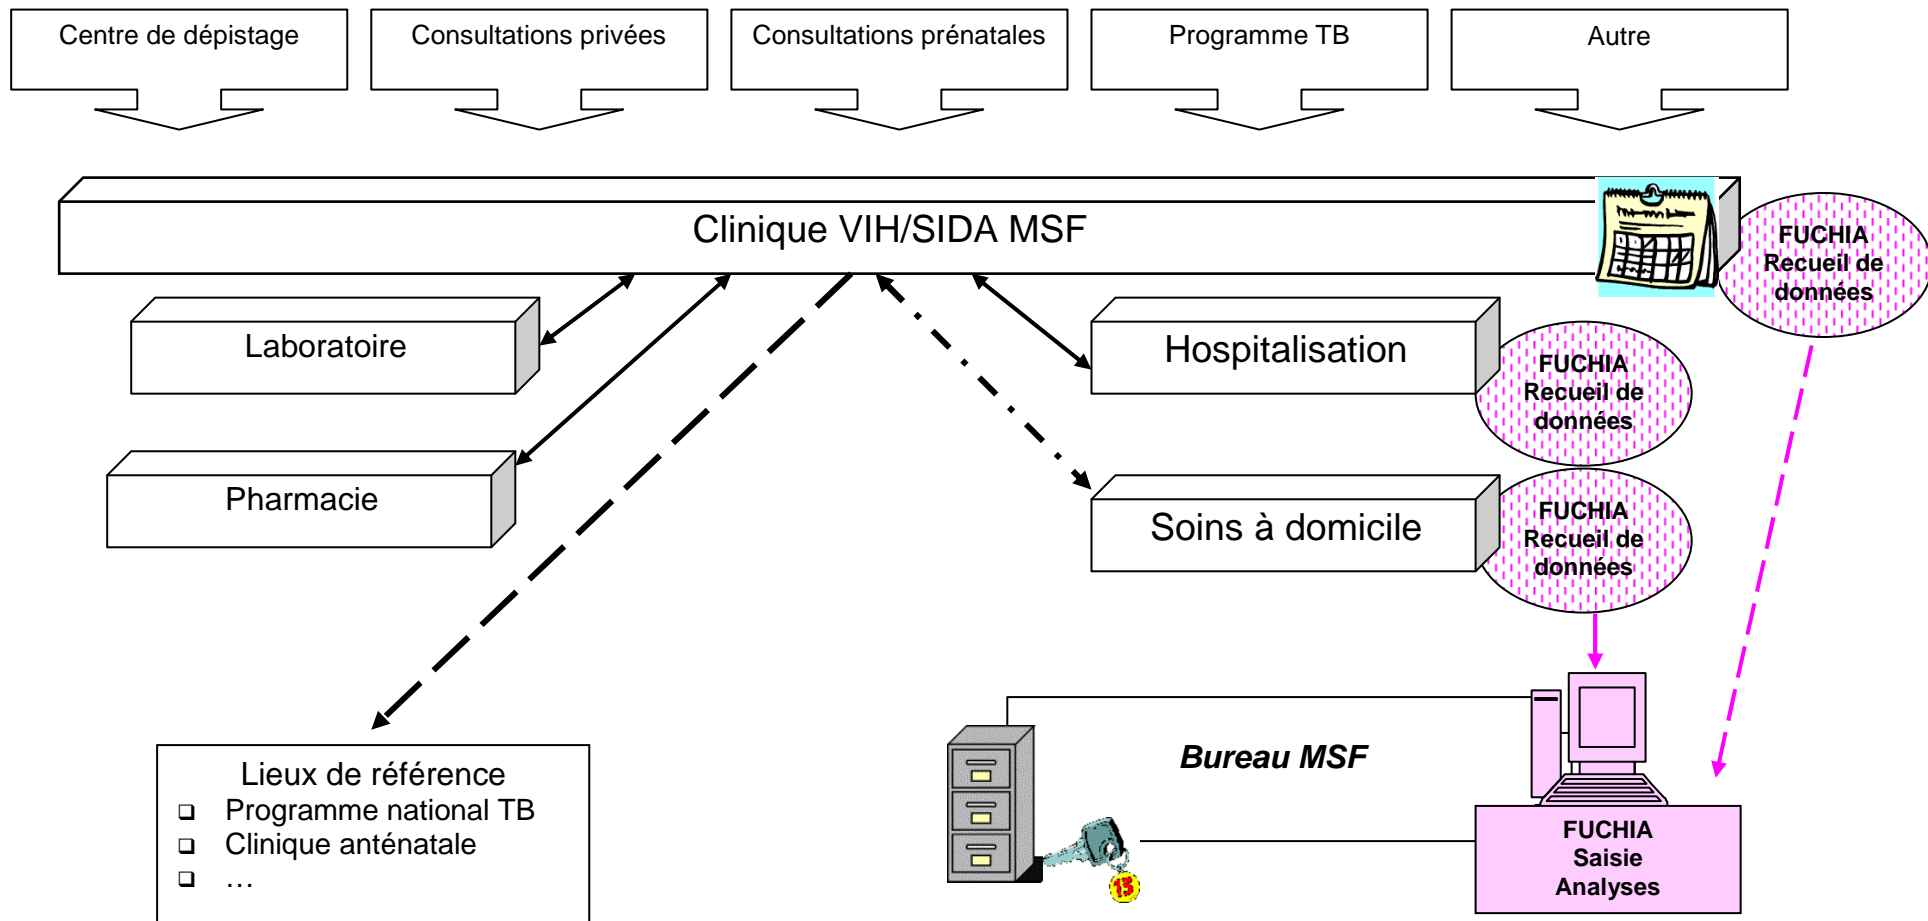 Centre de dépistage
Consultations privées
Consultations prénatales
Programme TB
Autre
Clinique VIH/SIDA MSF
FUCHIA
Recueil de
données
Laboratoire
Hospitalisation
FUCHIA
Recueil de
données
Pharmacie
Soins à domicile
FUCHIA
Recueil de
données
Lieux de référence
❑ Programme national TB
❑ Clinique anténatale
❑ …
Bureau MSF
13
FUCHIA
Saisie
Analyses